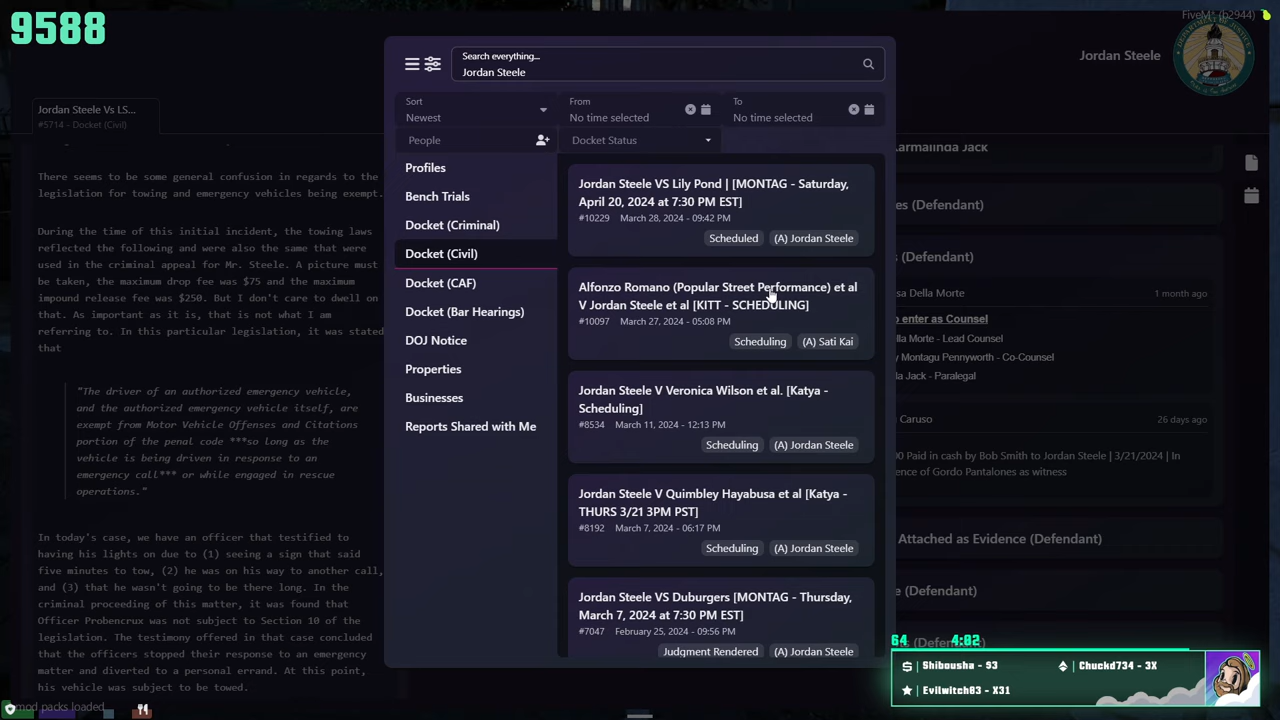 9588
FiveM® (b2944)
Jordan Steele
Search everything...
Jordan Steele
Sort
Newest
From
No time selected
To
No time selected
People
Docket Status
Profiles
Bench Trials
Docket (Criminal)
Docket (Civil)
Docket (CAF)
Docket (Bar Hearings)
DOJ Notice
Properties
Businesses
Reports Shared with Me
Jordan Steele VS Lily Pond | [MONTAG - Saturday,
April 20, 2024 at 7:30 PM EST]
#10229 March 28, 2024 - 09:42 PM
Scheduled (A) Jordan Steele
Alfonzo Romano (Popular Street Performance) et al
V Jordan Steele et al [KITT - SCHEDULING]
#10097 March 27, 2024 - 05:08 PM
Scheduling (A) Sati Kai
Jordan Steele V Veronica Wilson et al. [Katya -
Scheduling]
#8534 March 11, 2024 - 12:13 PM
Scheduling (A) Jordan Steele
Jordan Steele V Quimbley Hayabusa et al [Katya -
THURS 3/21 3PM PST]
#8192 March 7, 2024 - 06:17 PM
Scheduling (A) Jordan Steele
Jordan Steele VS Duburgers [MONTAG - Thursday,
March 7, 2024 at 7:30 PM EST]
#7047 February 25, 2024 - 09:56 PM
Judgment Rendered (A) Jordan Steele
Jordan Steele Vs LS...
#5714 - Docket (Civil)
There seems to be some general confusion in regards to the
legislation for towing and emergency vehicles being exempt.
During the time of this initial incident, the towing laws
reflected the following and were also the same that were
used in the criminal appeal for Mr. Steele. A picture must
be taken, the maximum drop fee was $75 and the maximum
impound release fee was $250. But I don't care to dwell on
that. As important as it is, that is not what I am
referring to. In this particular legislation, it was stated
that
"The driver of an authorized emergency vehicle,
and the authorized emergency vehicle itself, are
exempt from Motor Vehicle Offenses and Citations
portion of the penal code ***so long as the
vehicle is being driven in response to an
emergency call*** or while engaged in rescue
operations."
In today's case, we have an officer that testified to
having his lights on due to (1) seeing a sign that said
five minutes to tow, (2) he was on his way to another call,
and (3) that he wasn't going to be there long. In the
criminal proceeding of this matter, it was found that
Officer Probencrux was not subject to Section 10 of the
legislation. The testimony offered in that case concluded
that the officers stopped their response to an emergency
matter and diverted to a personal errand. At this point,
his vehicle was subject to be towed.
mod packs loaded
Karmalinda Jack
es (Defendant)
(Defendant)
sa Della Morte 1 month ago
o enter as Counsel
lla Morte - Lead Counsel
y Montagu Pennyworth - Co-Counsel
da Jack - Paralegal
Caruso 26 days ago
00 Paid in cash by Bob Smith to Jordan Steele | 3/21/2024 | In
ence of Gordo Pantalones as witness
Attached as Evidence (Defendant)
e (Defendant)
(Defendant)
64 4:02
Shibousha - 93
Chuckd734 - 3X
Evilwitch03 - X31